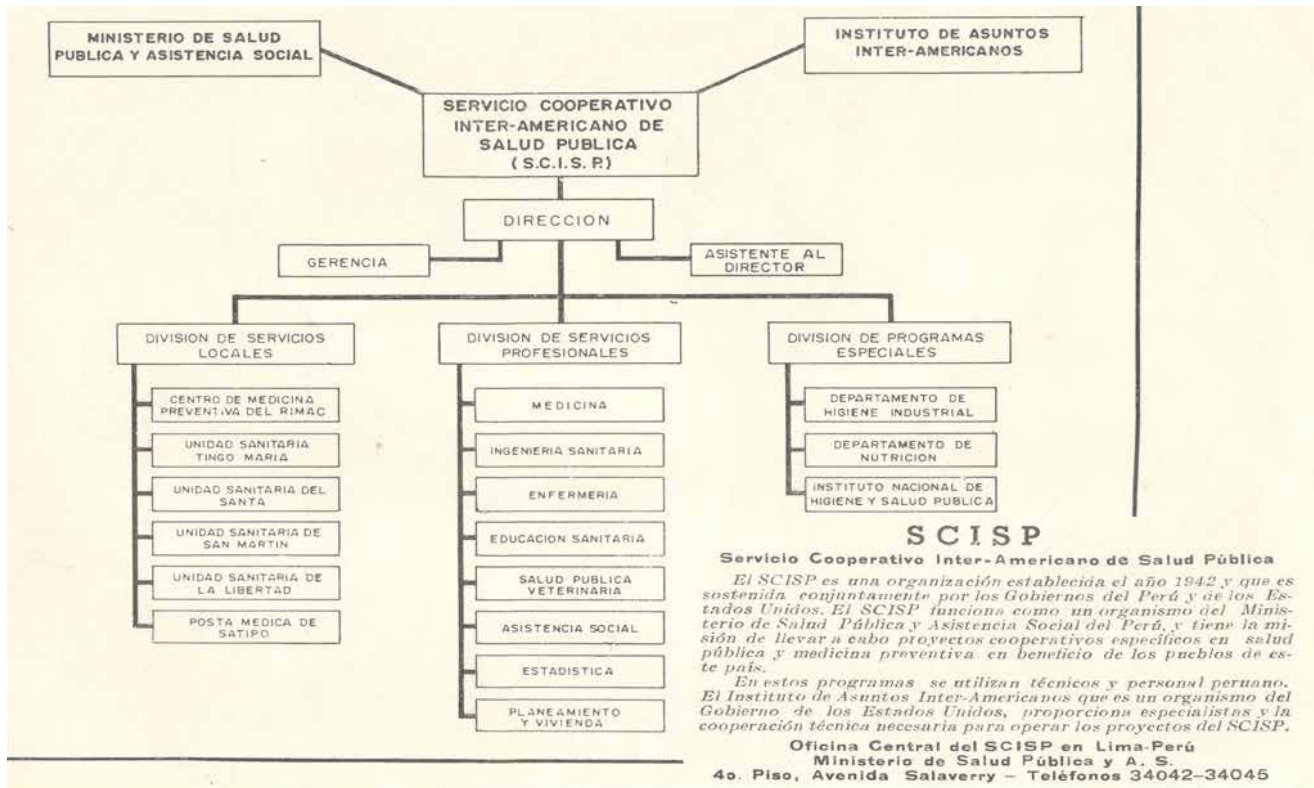 MINISTERIO DE SALUD
PUBLICA Y ASISTENCIA SOCIAL
INSTITUTO DE ASUNTOS
INTER-AMERICANOS
SERVICIO COOPERATIVO
INTER-AMERICANO DE
SALUD PUBLICA
(S.C.I.S.P.)
DIRECCION
GERENCIA
ASISTENTE AL
DIRECTOR
DIVISION DE SERVICIOS
LOCALES
CENTRO DE MEDICINA
PREVENTIVA DEL RIMAC
UNIDAD SANITARIA
TINGO MARIA
UNIDAD SANITARIA DEL
SANTA
UNIDAD SANITARIA DE
SAN MARTIN
UNIDAD SANITARIA DE
LA LIBERTAD
POSTA MEDICA DE
SATIPO
DIVISION DE SERVICIOS
PROFESIONALES
MEDICINA
INGENIERIA SANITARIA
ENFERMERIA
EDUCACION SANITARIA
SALUD PUBLICA
VETERINARIA
ASISTENCIA SOCIAL
ESTADISTICA
PLANEAMIENTO
Y VIVIENDA
DIVISION DE PROGRAMAS
ESPECIALES
DEPARTAMENTO DE
HIGIENE INDUSTRIAL
DEPARTAMENTO DE
NUTRICION
INSTITUTO NACIONAL DE
HIGIENE Y SALUD PUBLICA
SCISP
Servicio Cooperativo Inter-Americano de Salud Pública
El SCISP es una organización establecida el año 1942 y que es
sostenida conjuntamente por los Gobiernos del Perú y de los Es-
tados Unidos. El SCISP funciona como un organismo del Minis-
terio de Salud Pública y Asistencia Social del Perú, y tiene la mi-
sión de llevar a cabo proyectos cooperativos específicos en salud
pública y medicina preventiva en beneficio de los pueblos de es-
te país.
En estos programas se utilizan técnicos y personal peruano.
El Instituto de Asuntos Inter-Americanos que es un organismo del
Gobierno de los Estados Unidos, proporciona especialistas y la
cooperación técnica necesaria para operar los proyectos del SCISP.
Oficina Central del SCISP en Lima-Perú
Ministerio de Salud Pública y A. S.
4o. Piso, Avenida Salaverry – Teléfonos 34042–34045